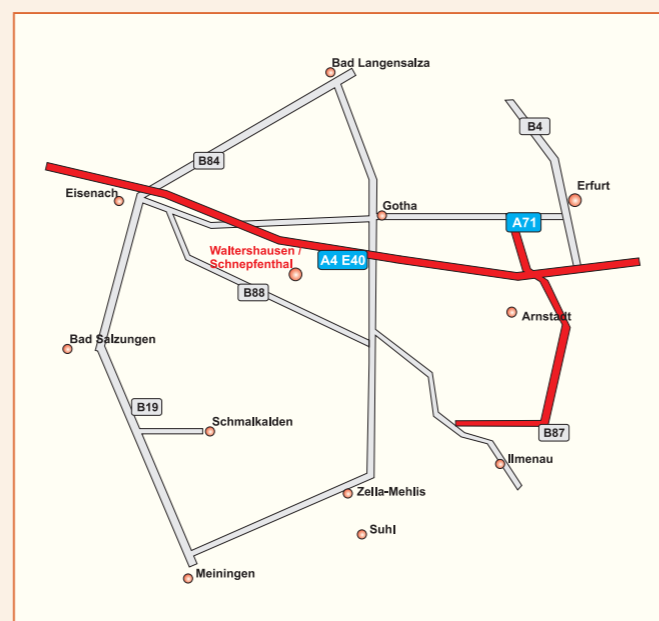 Bad Langensalza
B4
B84
Eisenach
Erfurt
Gotha
A71
Waltershausen /
Schnepfenthal
A4 E40
B88
Arnstadt
Bad Salzungen
B19
Schmalkalden
B87
Ilmenau
Zella-Mehlis
Suhl
Meiningen